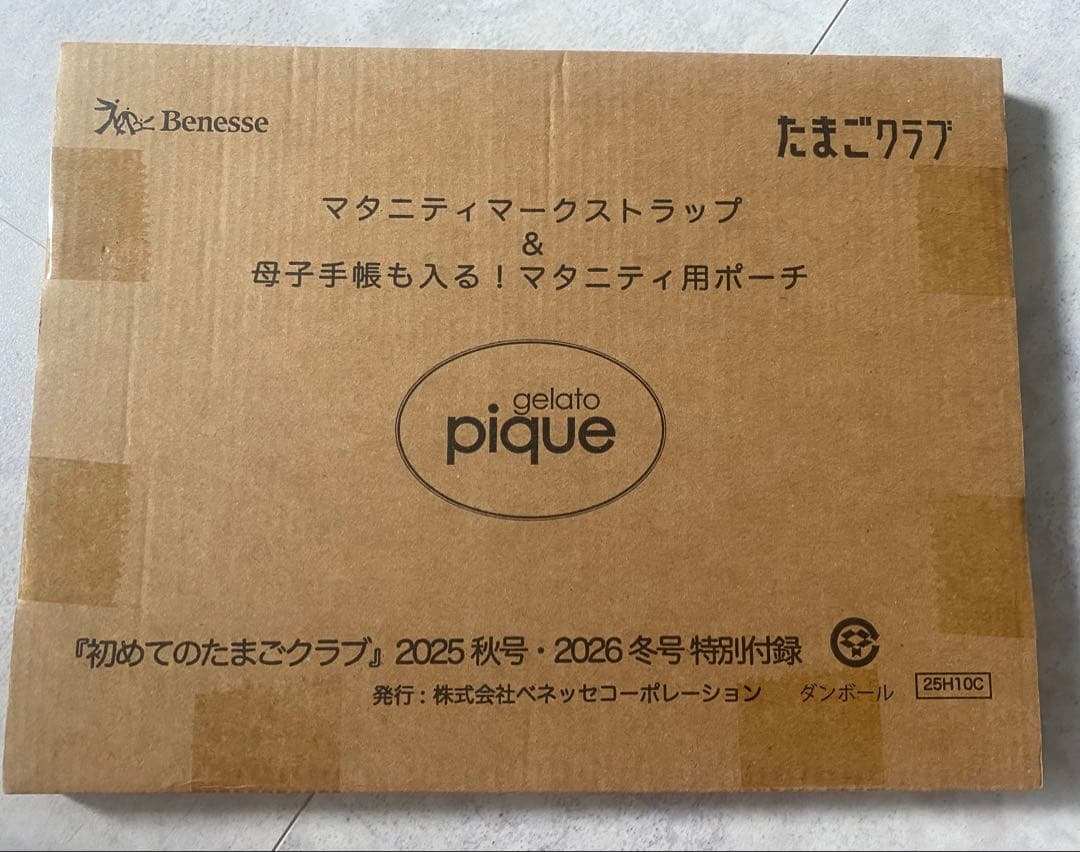 Benesse
たまごクラブ
マタニティマークストラップ
&
母子手帳も入る！マタニティ用ポーチ
gelato
pique
『初めてのたまごクラブ』2025 秋号・2026 冬号 特別付録
発行：株式会社ベネッセコーポレーション ダンボール 25H10C